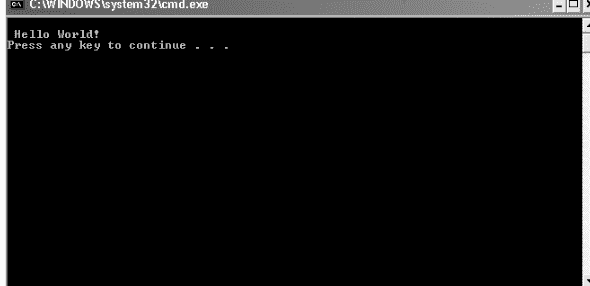 C:\WINDOWS\system32\cmd.exe
Hello World!
Press any key to continue . . .